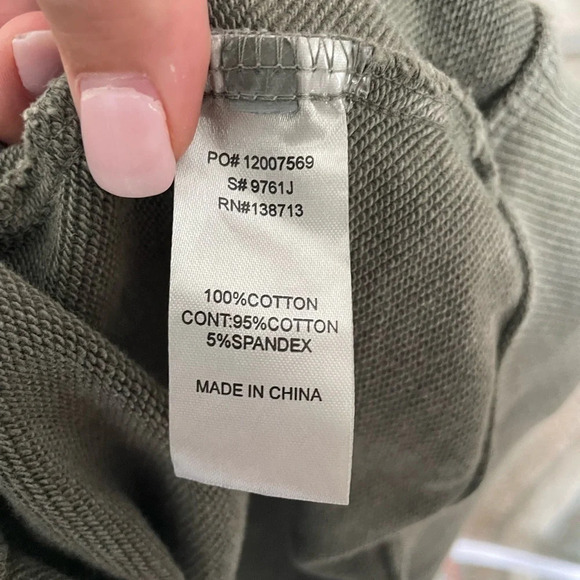 PO# 12007569
S# 9761J
RN#138713
100%COTTON
CONT:95%COTTON
5%SPANDEX
MADE IN CHINA